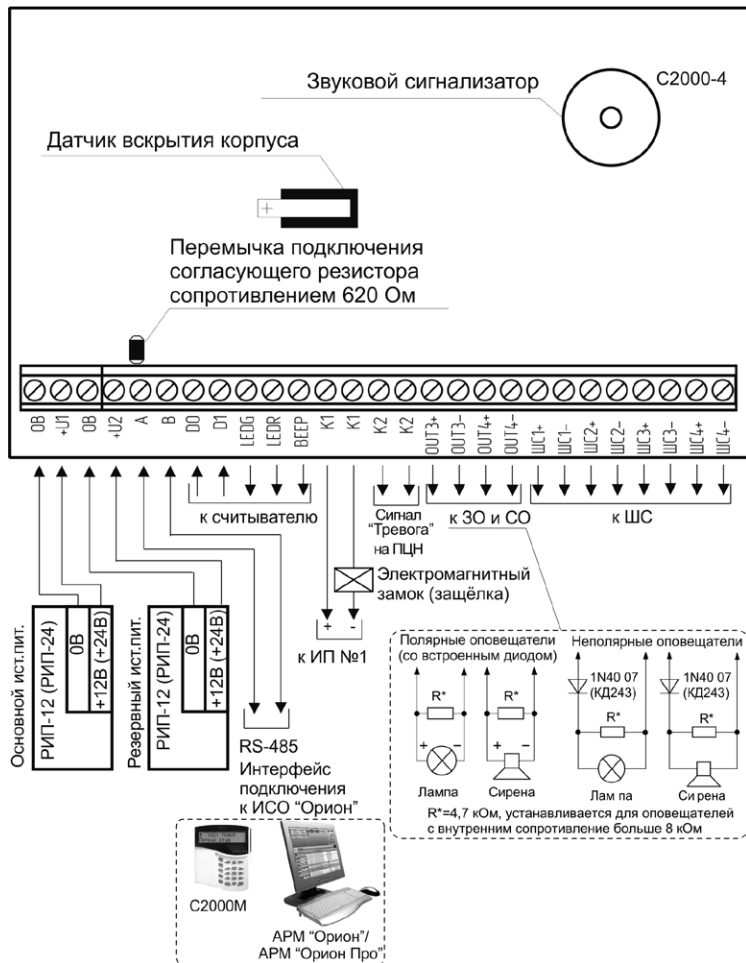 Звуковой сигнализатор
С2000-4
Датчик вскрытия корпуса
+
Перемычка подключения
согласующего резистора
сопротивлением 620 Ом
0В
+U1
0В
+U2
A
B
D0
D1
LEDG
LEDR
BEEP
K1
K1
K2
K2
OUT3+
OUT3-
OUT4+
OUT4-
ШС1+
ШС1-
ШС2+
ШС2-
ШС3+
ШС3-
ШС4+
ШС4-
к считывателю
Сигнал
"Тревога"
на ПЦН
к ЗО и СО
к ШС
Электромагнитный
замок (защёлка)
+ -
к ИП №1
Основной ист.пит.
РИП-12 (РИП-24)
0В
+12В (+24В)
Резервный ист.пит.
РИП-12 (РИП-24)
0В
+12В (+24В)
RS-485
Интерфейс
подключения
к ИСО "Орион"
С2000М
АРМ "Орион"/
АРМ "Орион Про"
Полярные оповещатели
(со встроенным диодом)
Неполярные оповещатели
1N40 07
(КД243)
1N40 07
(КД243)
R*
R*
R*
R*
+ -
+ -
Лампа
Сирена
Лам па
Си рена
R*=4,7 кОм, устанавливается для оповещателей
с внутренним сопротивление больше 8 кОм